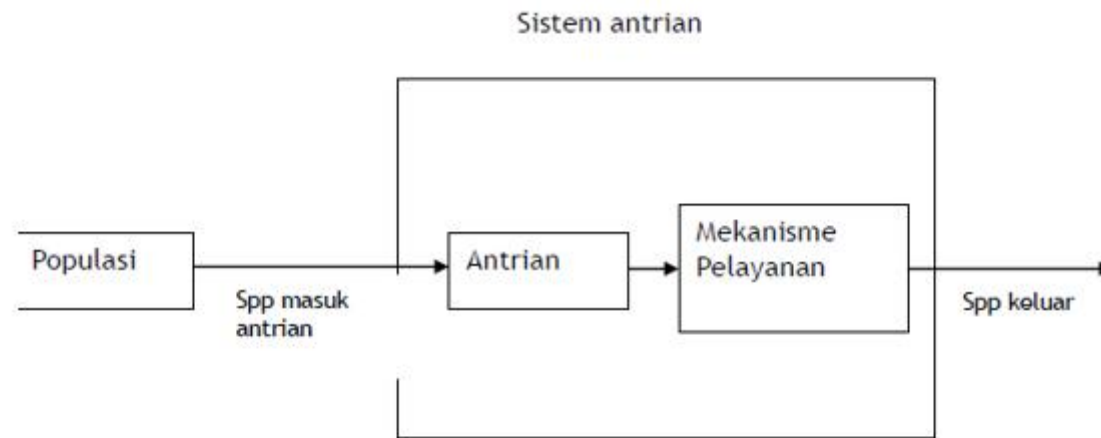 Sistem antrian
Populasi
Spp masuk
antrian
Antrian
Mekanisme
Pelayanan
Spp keluar